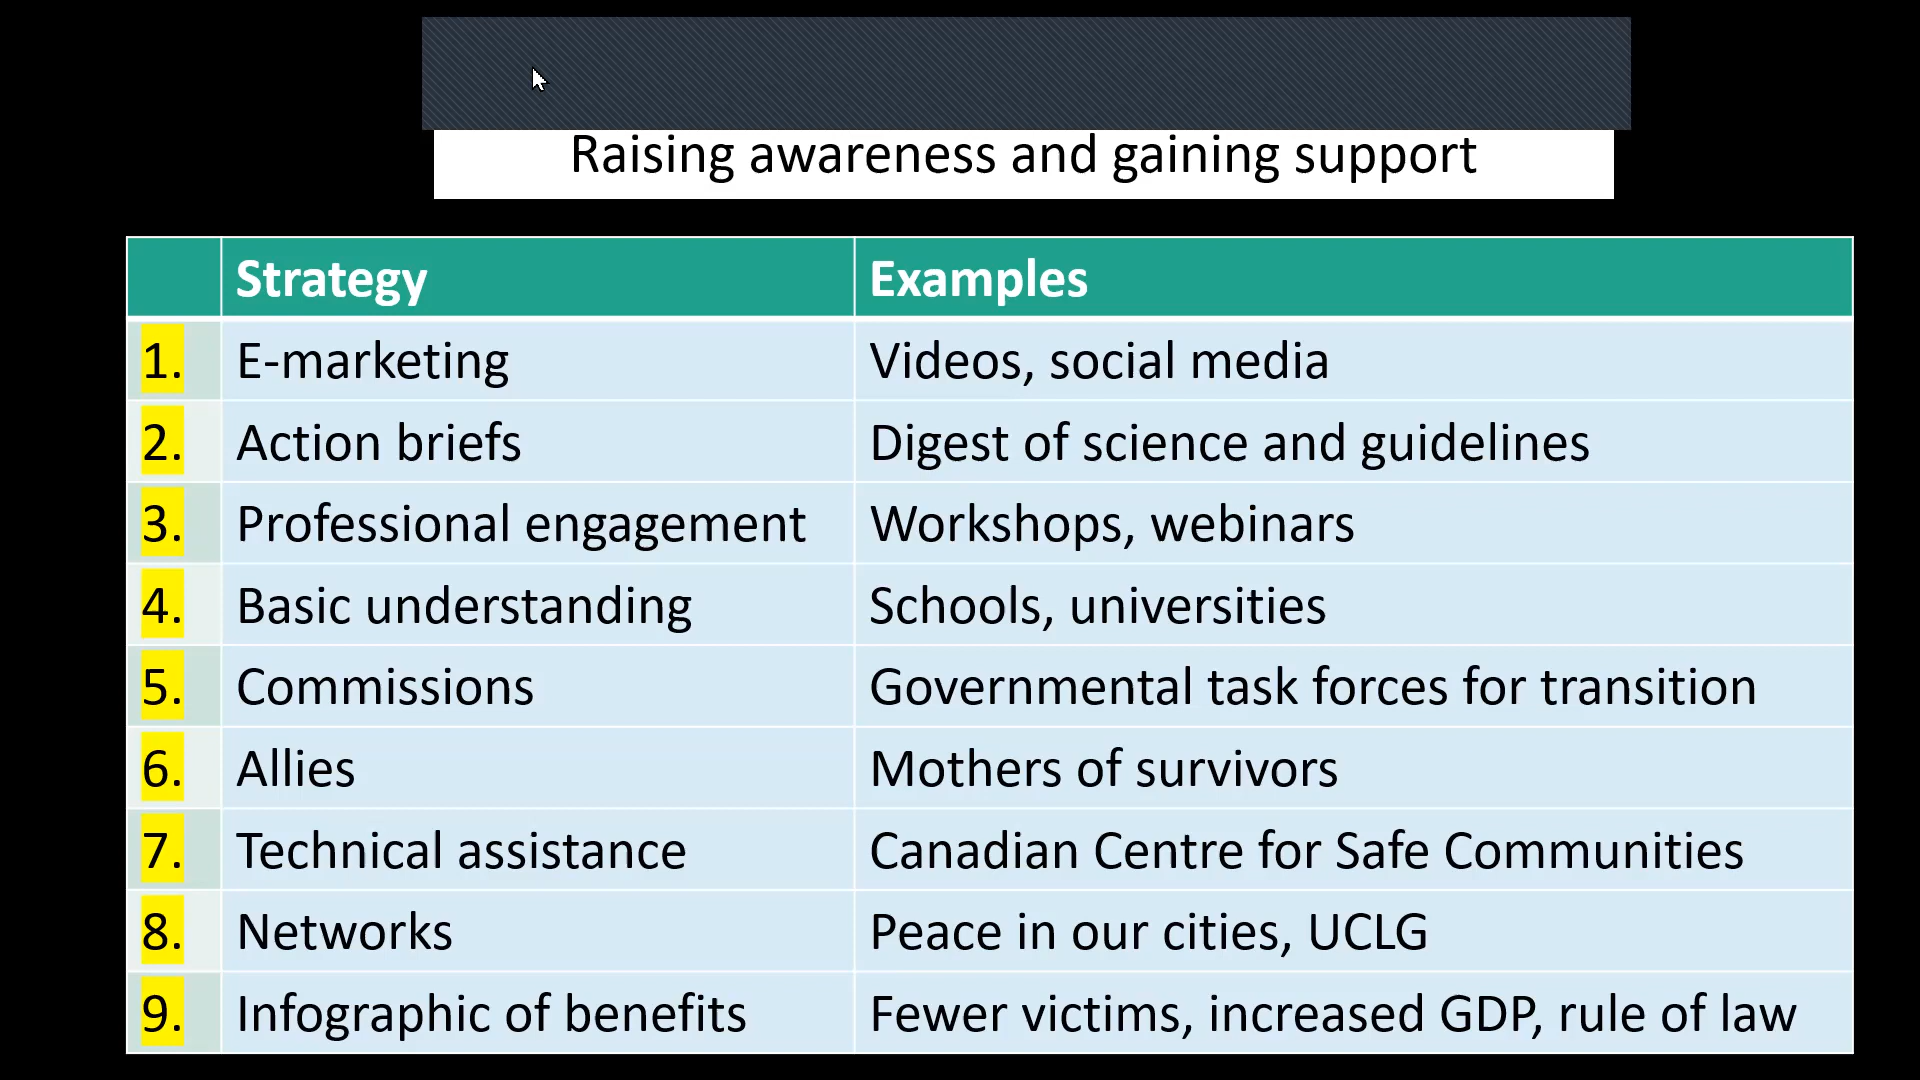 Raising awareness and gaining support
Strategy Examples
1. E-marketing Videos, social media
2. Action briefs Digest of science and guidelines
3. Professional engagement Workshops, webinars
4. Basic understanding Schools, universities
5. Commissions Governmental task forces for transition
6. Allies Mothers of survivors
7. Technical assistance Canadian Centre for Safe Communities
8. Networks Peace in our cities, UCLG
9. Infographic of benefits Fewer victims, increased GDP, rule of law